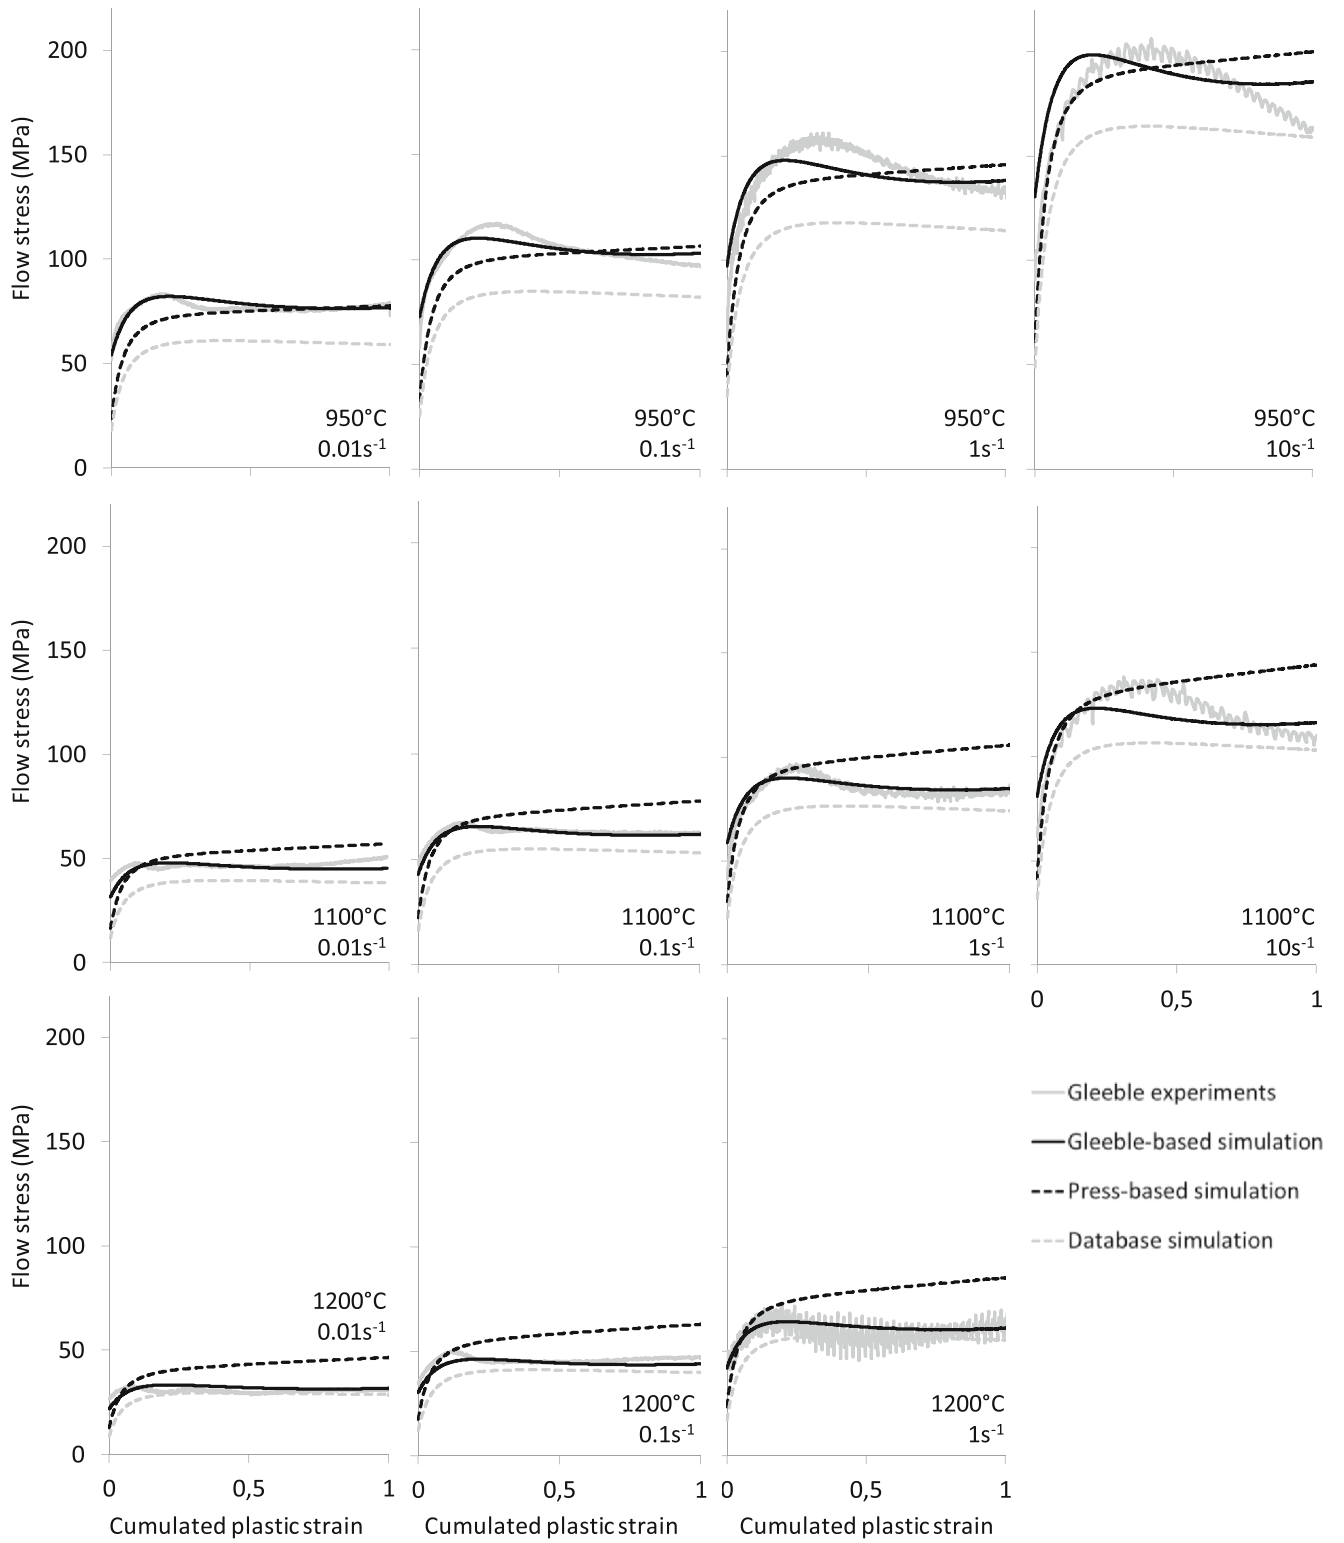 Flow stress (MPa)
200
150
100
50
0
950°C
0.01s-1
950°C
0.1s-1
950°C
1s-1
950°C
10s-1
Flow stress (MPa)
200
150
100
50
0
1100°C
0.01s-1
1100°C
0.1s-1
1100°C
1s-1
1100°C
10s-1
0 0,5 1
Flow stress (MPa)
200
150
100
50
0
1200°C
0.01s-1
1200°C
0.1s-1
1200°C
1s-1
0 0,5 1
0,5 1
0 0,5 1
Cumulated plastic strain
Cumulated plastic strain
Cumulated plastic strain
Gleeble experiments
Gleeble-based simulation
Press-based simulation
Database simulation